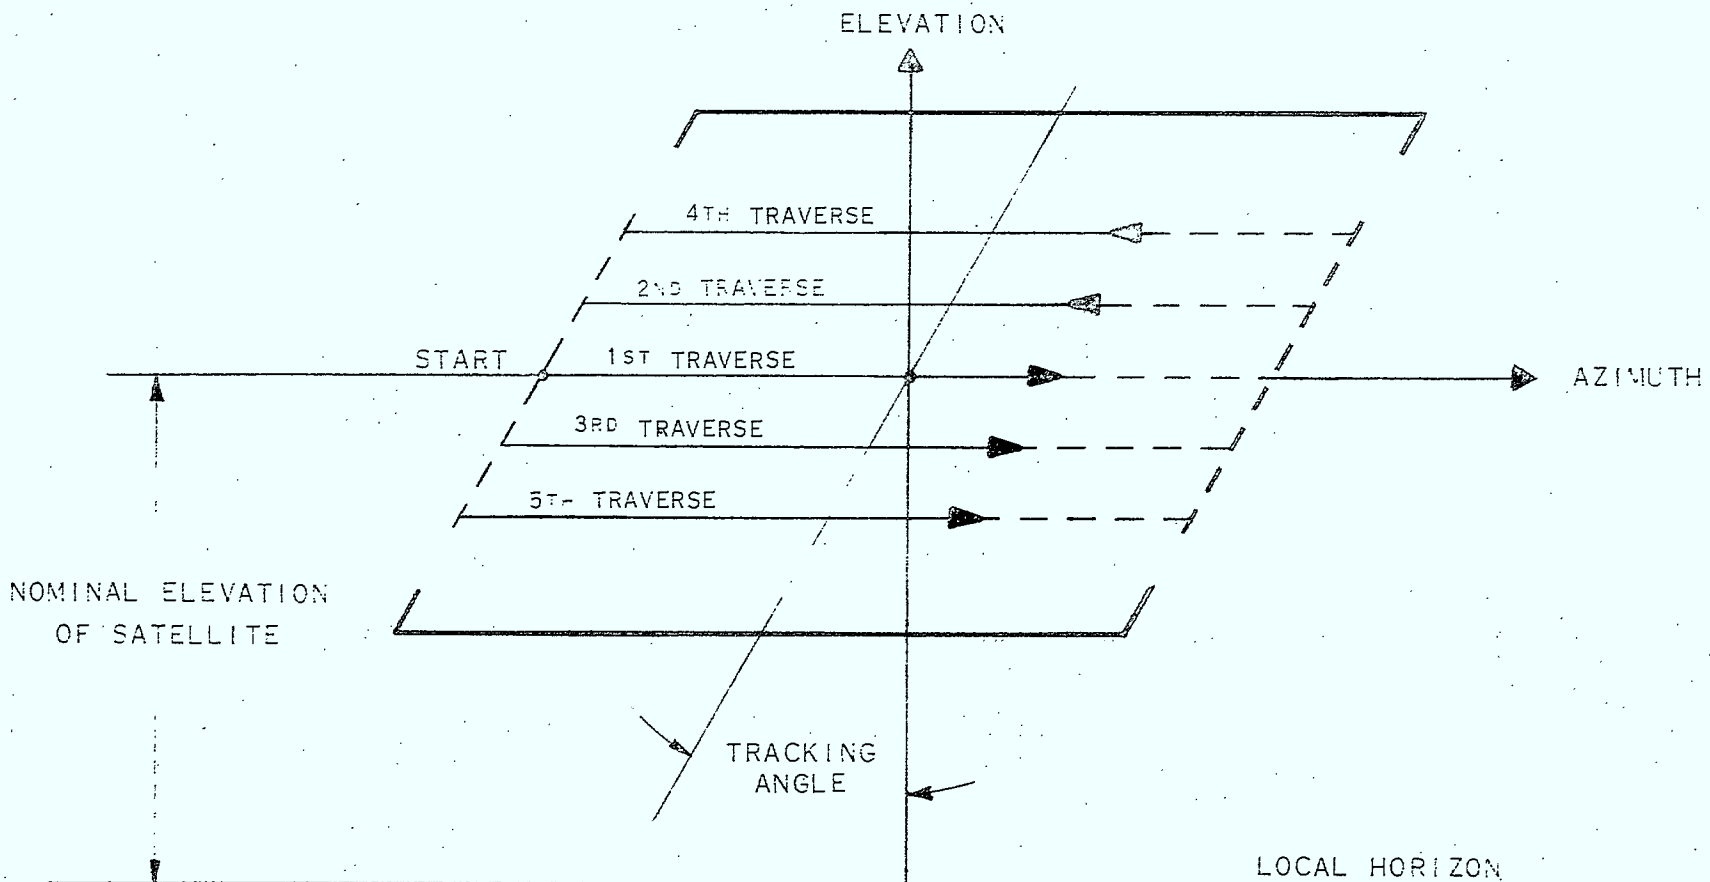 ELEVATION
4TH TRAVERSE
2ND TRAVERSE
START
1ST TRAVERSE
AZIMUTH
3RD TRAVERSE
5TH TRAVERSE
NOMINAL ELEVATION
OF SATELLITE
TRACKING
ANGLE
LOCAL HORIZON